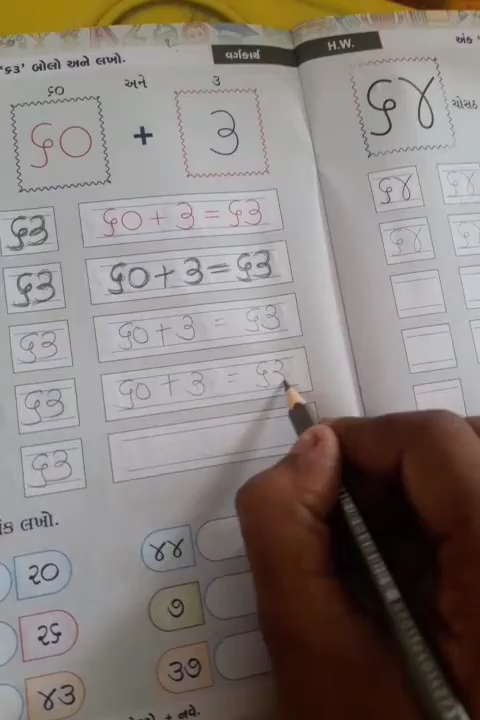 '૬૩' બોલો અને લખો.
વર્ગકાર્ય
૬૦ અને ૩
૬૦ + ૩
૬૩ ૬૦ + ૩ = ૬૩
૬૩ ૬૦ + ૩ = ૬૩
૬૩ ૬૦ + ૩ = ૬૩
૬૩ ૬૦ + ૩ = ૬૩
૬૩
લખો.
૨૦ ૪૪
૨૬ ૭
૪૩ ૩૭
H.W.
અંક
૬૪ ચોસઠ
૬૪ ૬૪
૬૪